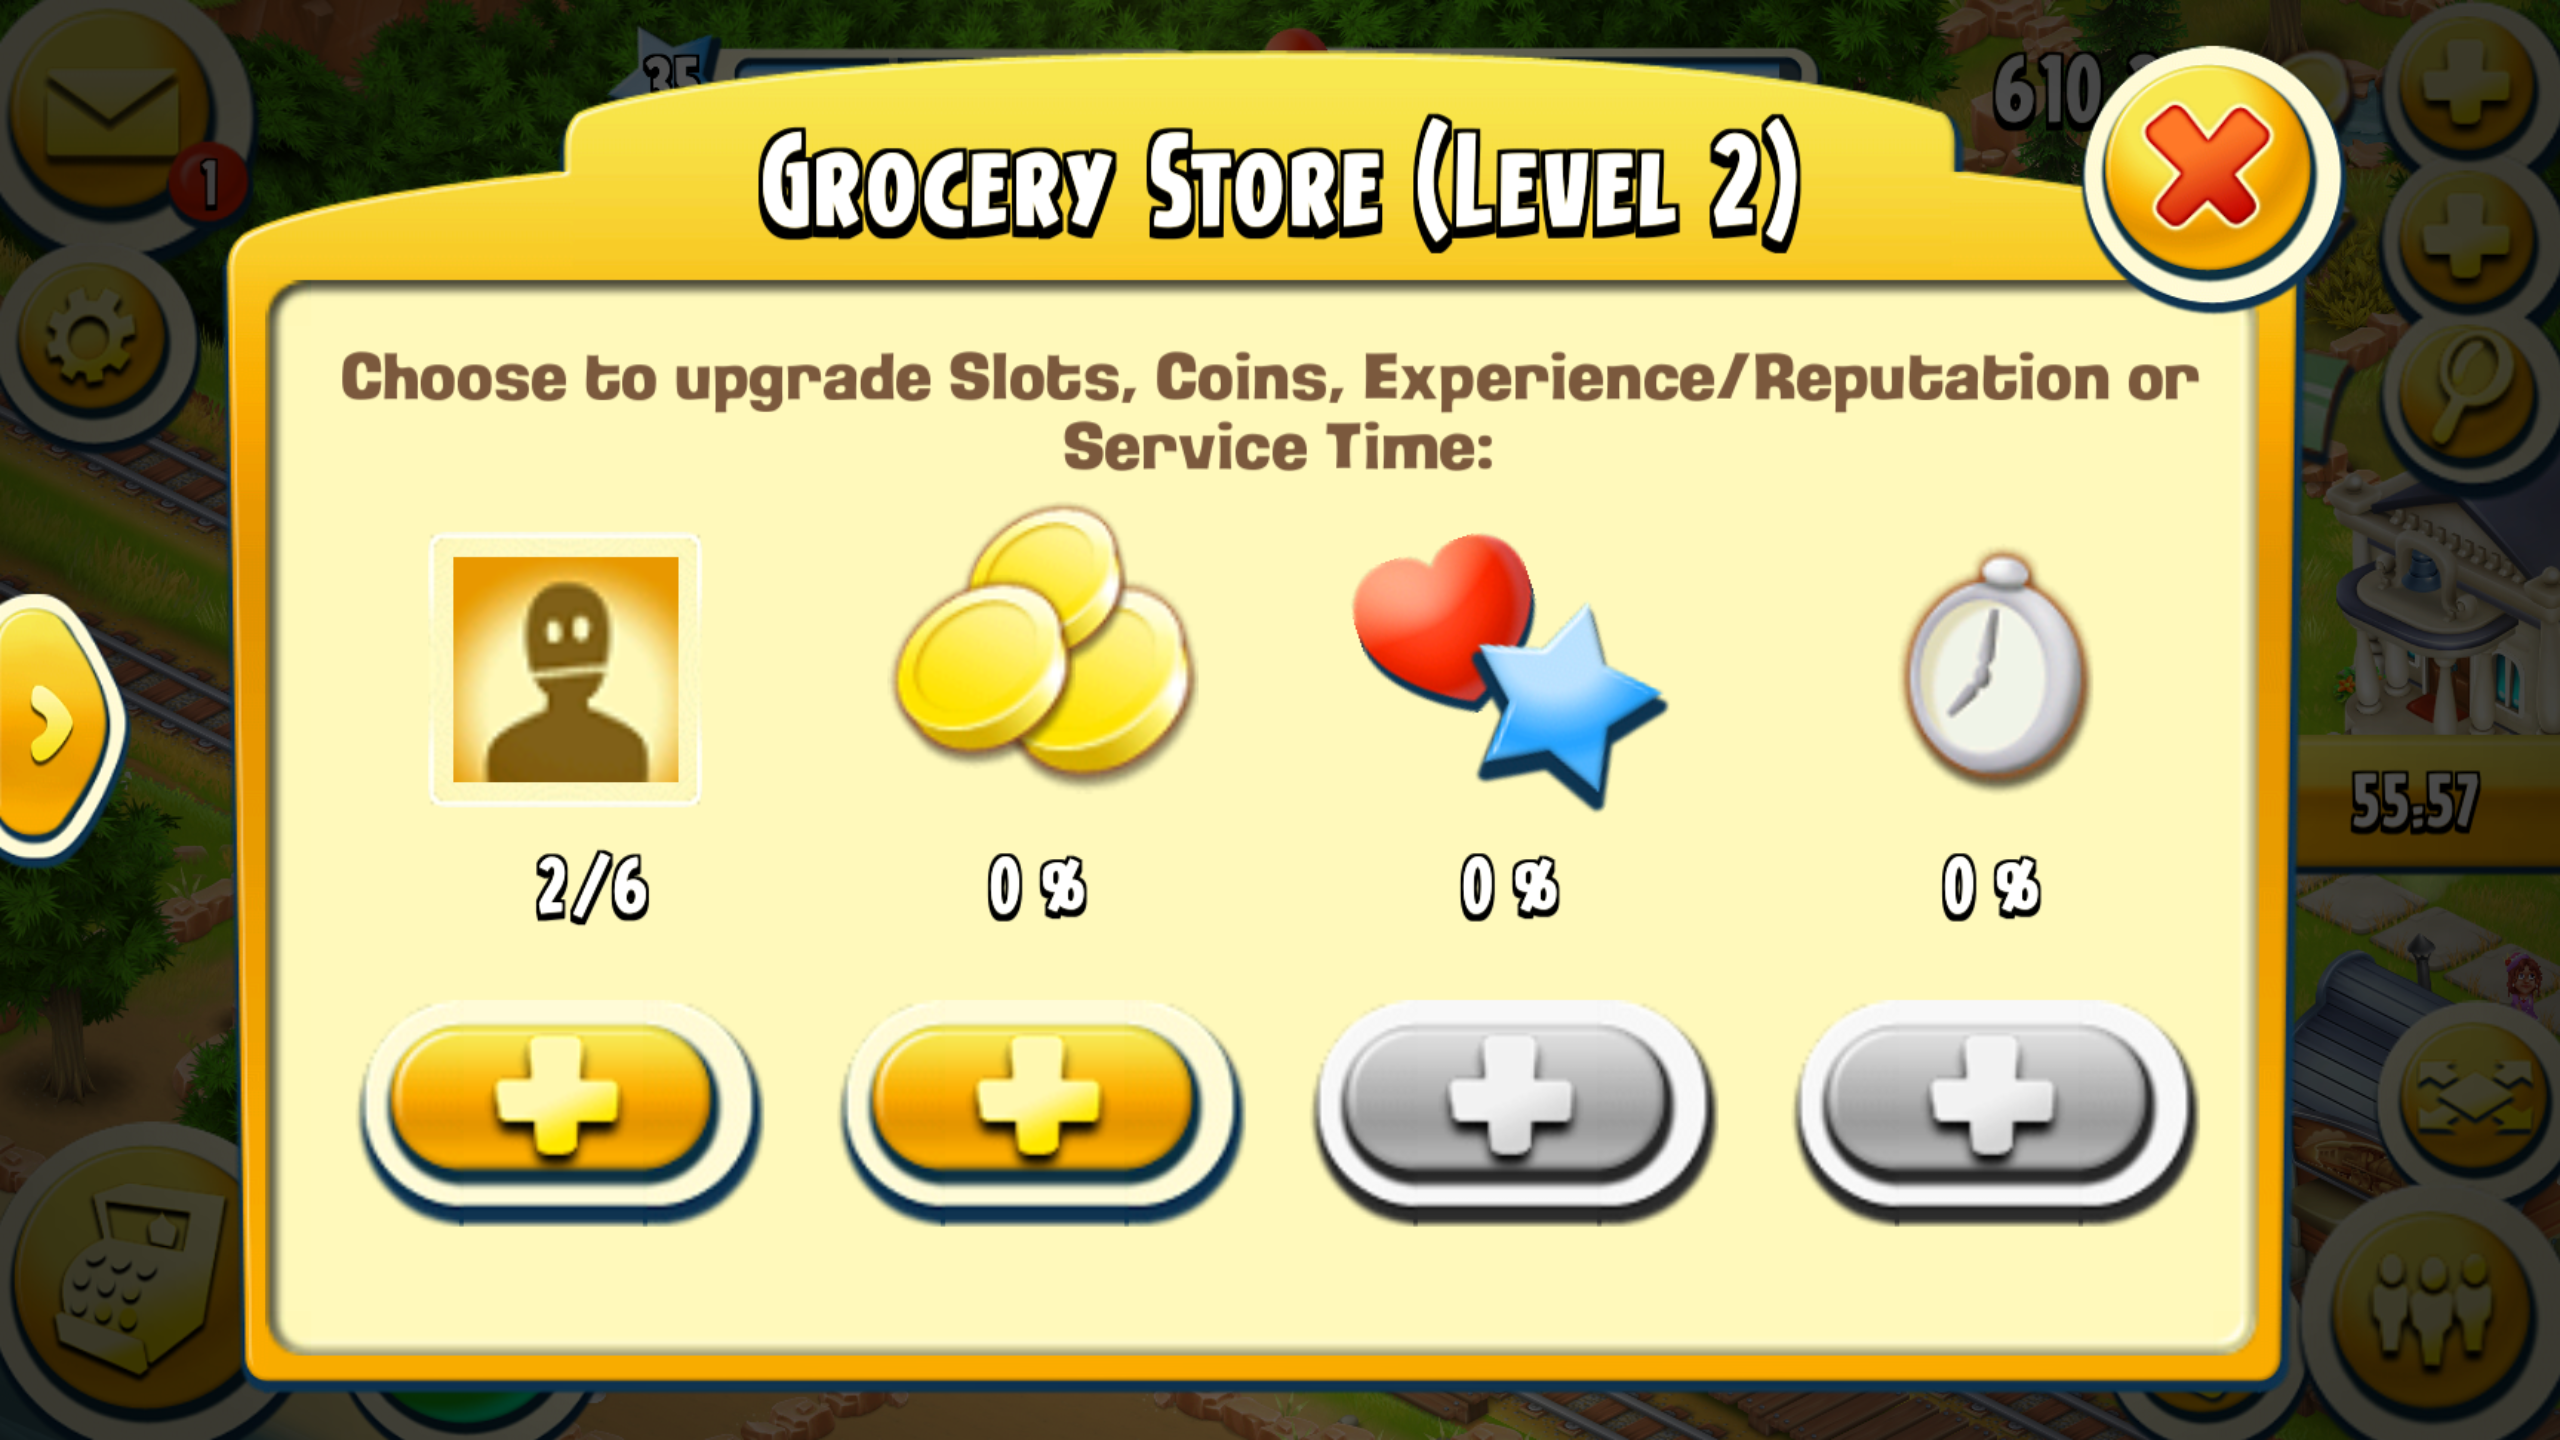 35
610
1
GROCERY STORE (LEVEL 2)
Choose to upgrade Slots, Coins, Experience/Reputation or
Service Time:
2/6
0 %
0 %
0 %
55:57